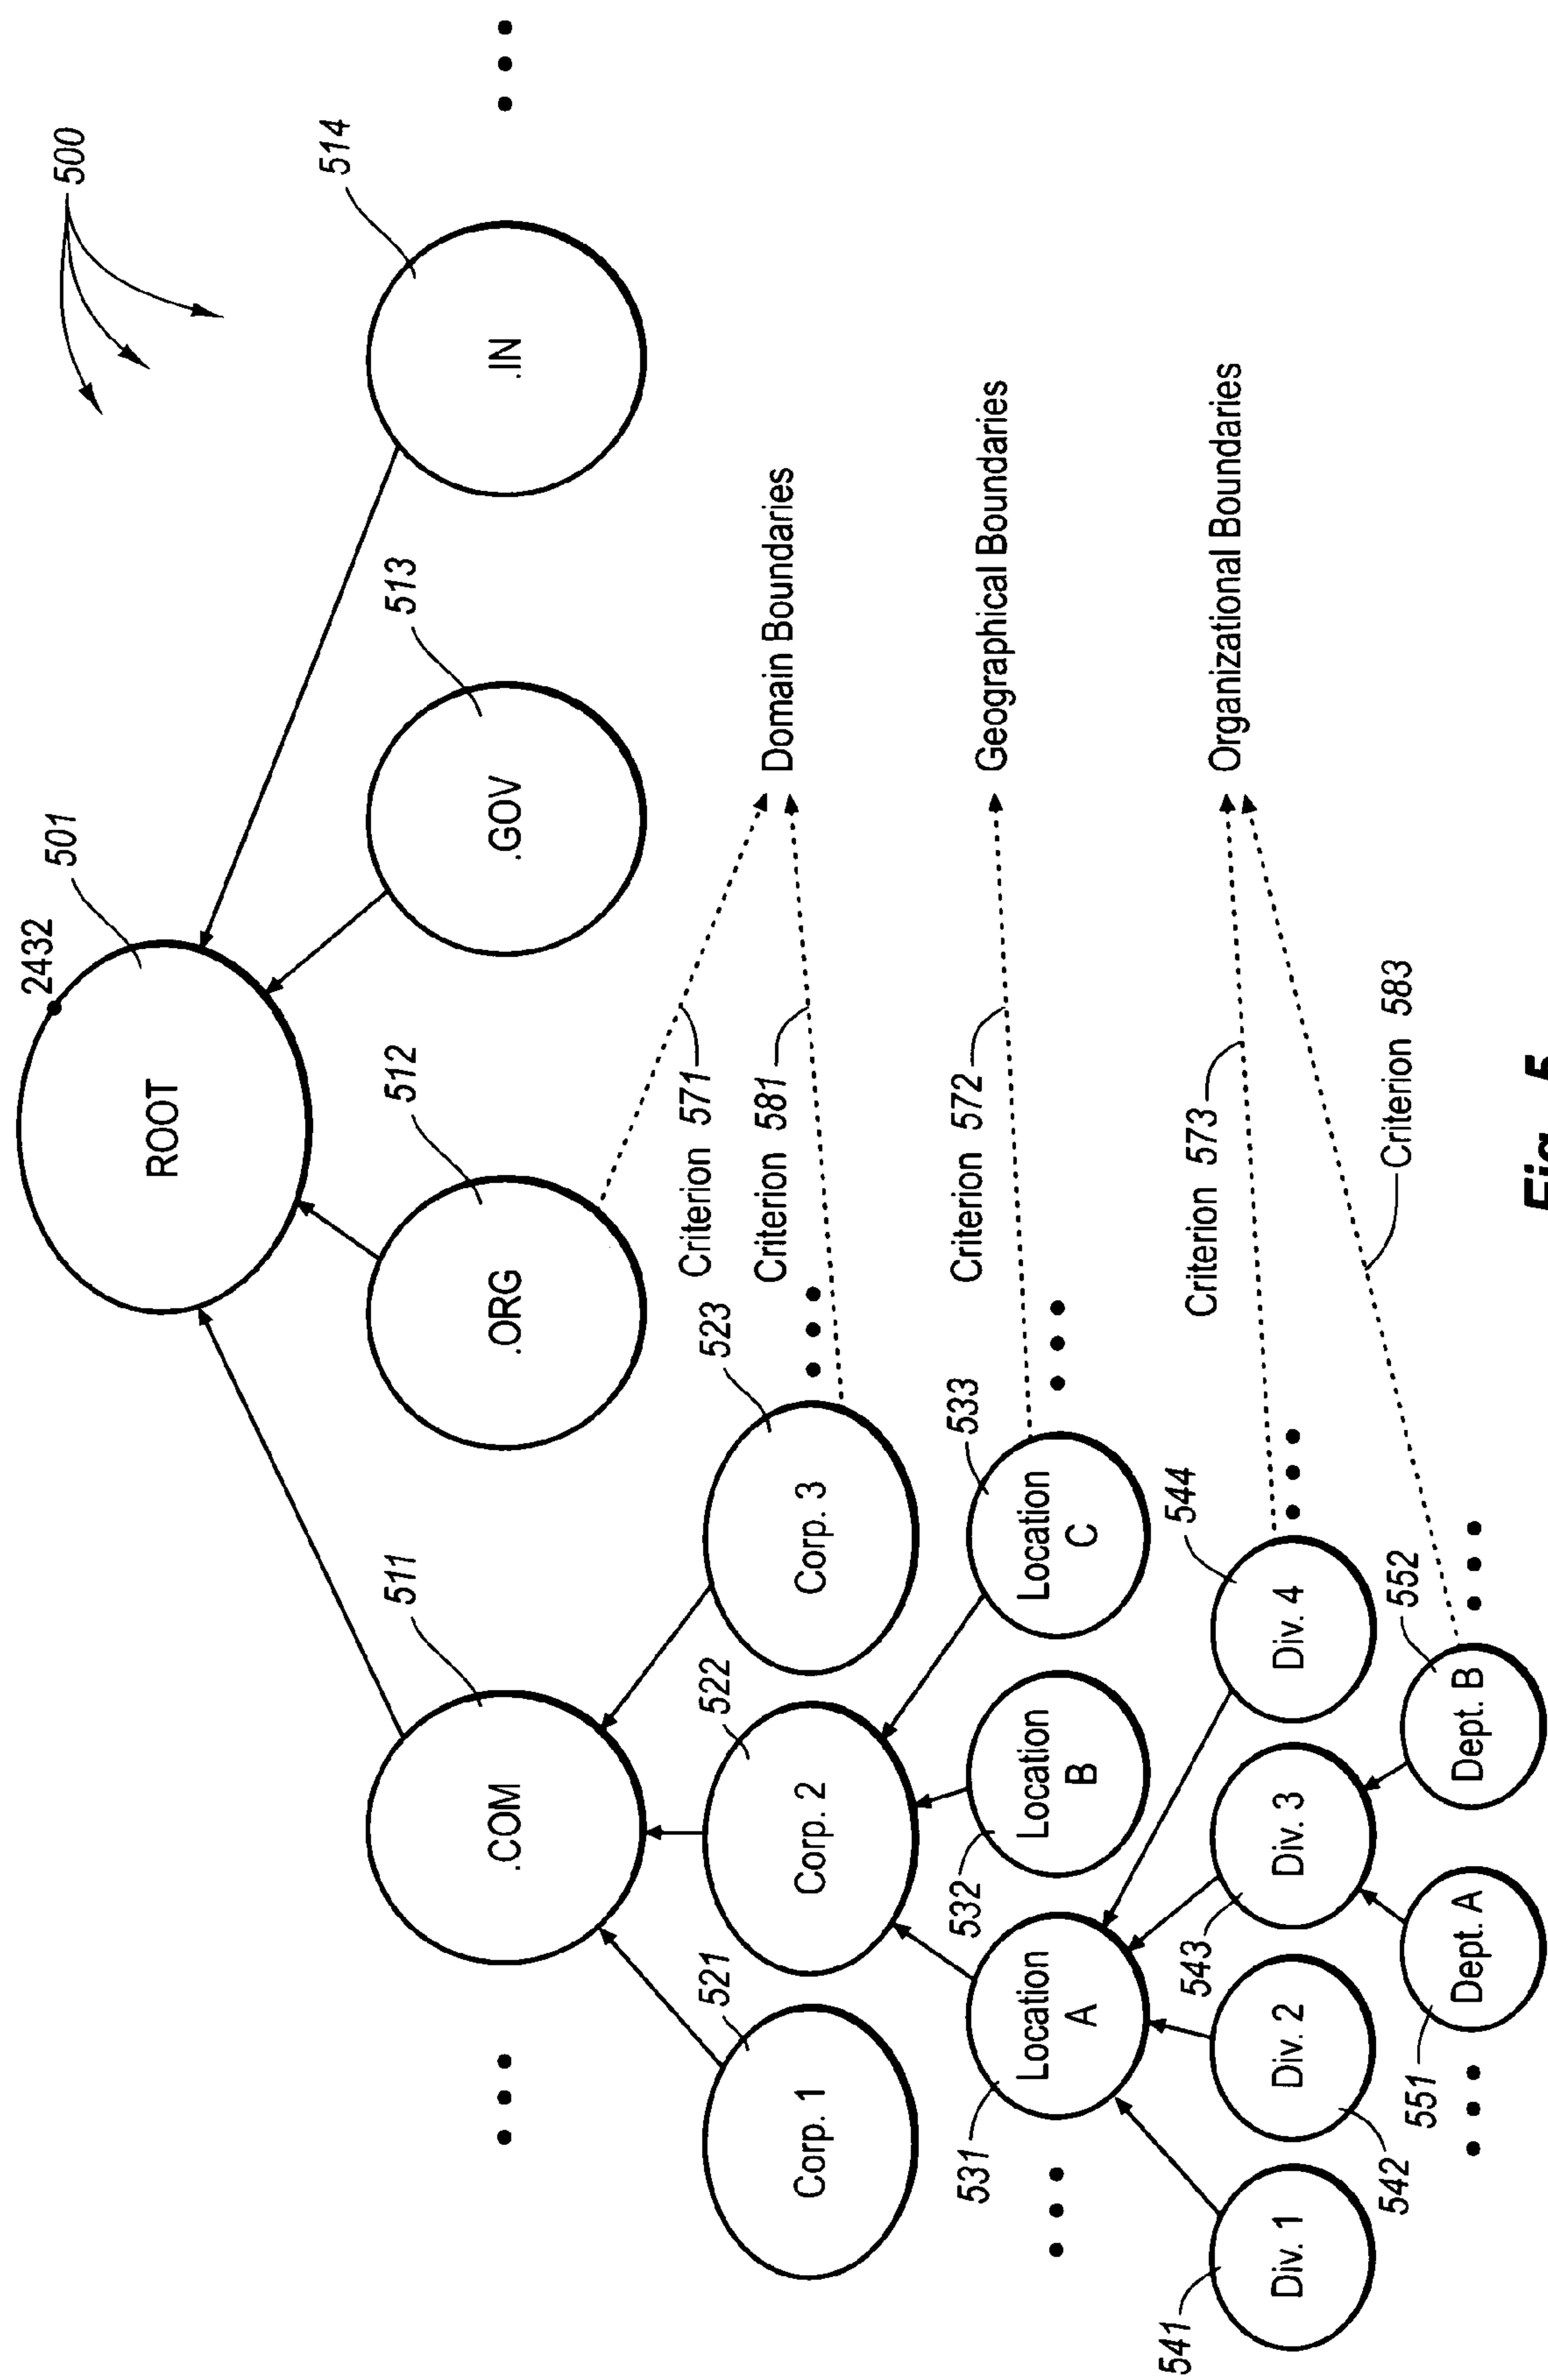 500
2432
501
ROOT
511
512
513
514
.COM
.ORG
.GOV
.IN
521
522
523
Corp. 1
Corp. 2
Corp. 3
Criterion 571
Criterion 581
Domain Boundaries
531
532
533
Location
A
Location
B
Location
C
Criterion 572
Geographical Boundaries
541
542
543
544
Div. 1
Div. 2
Div. 3
Div. 4
Criterion 573
Organizational Boundaries
551
552
Dept. A
Dept. B
Criterion 583
Fig. 5